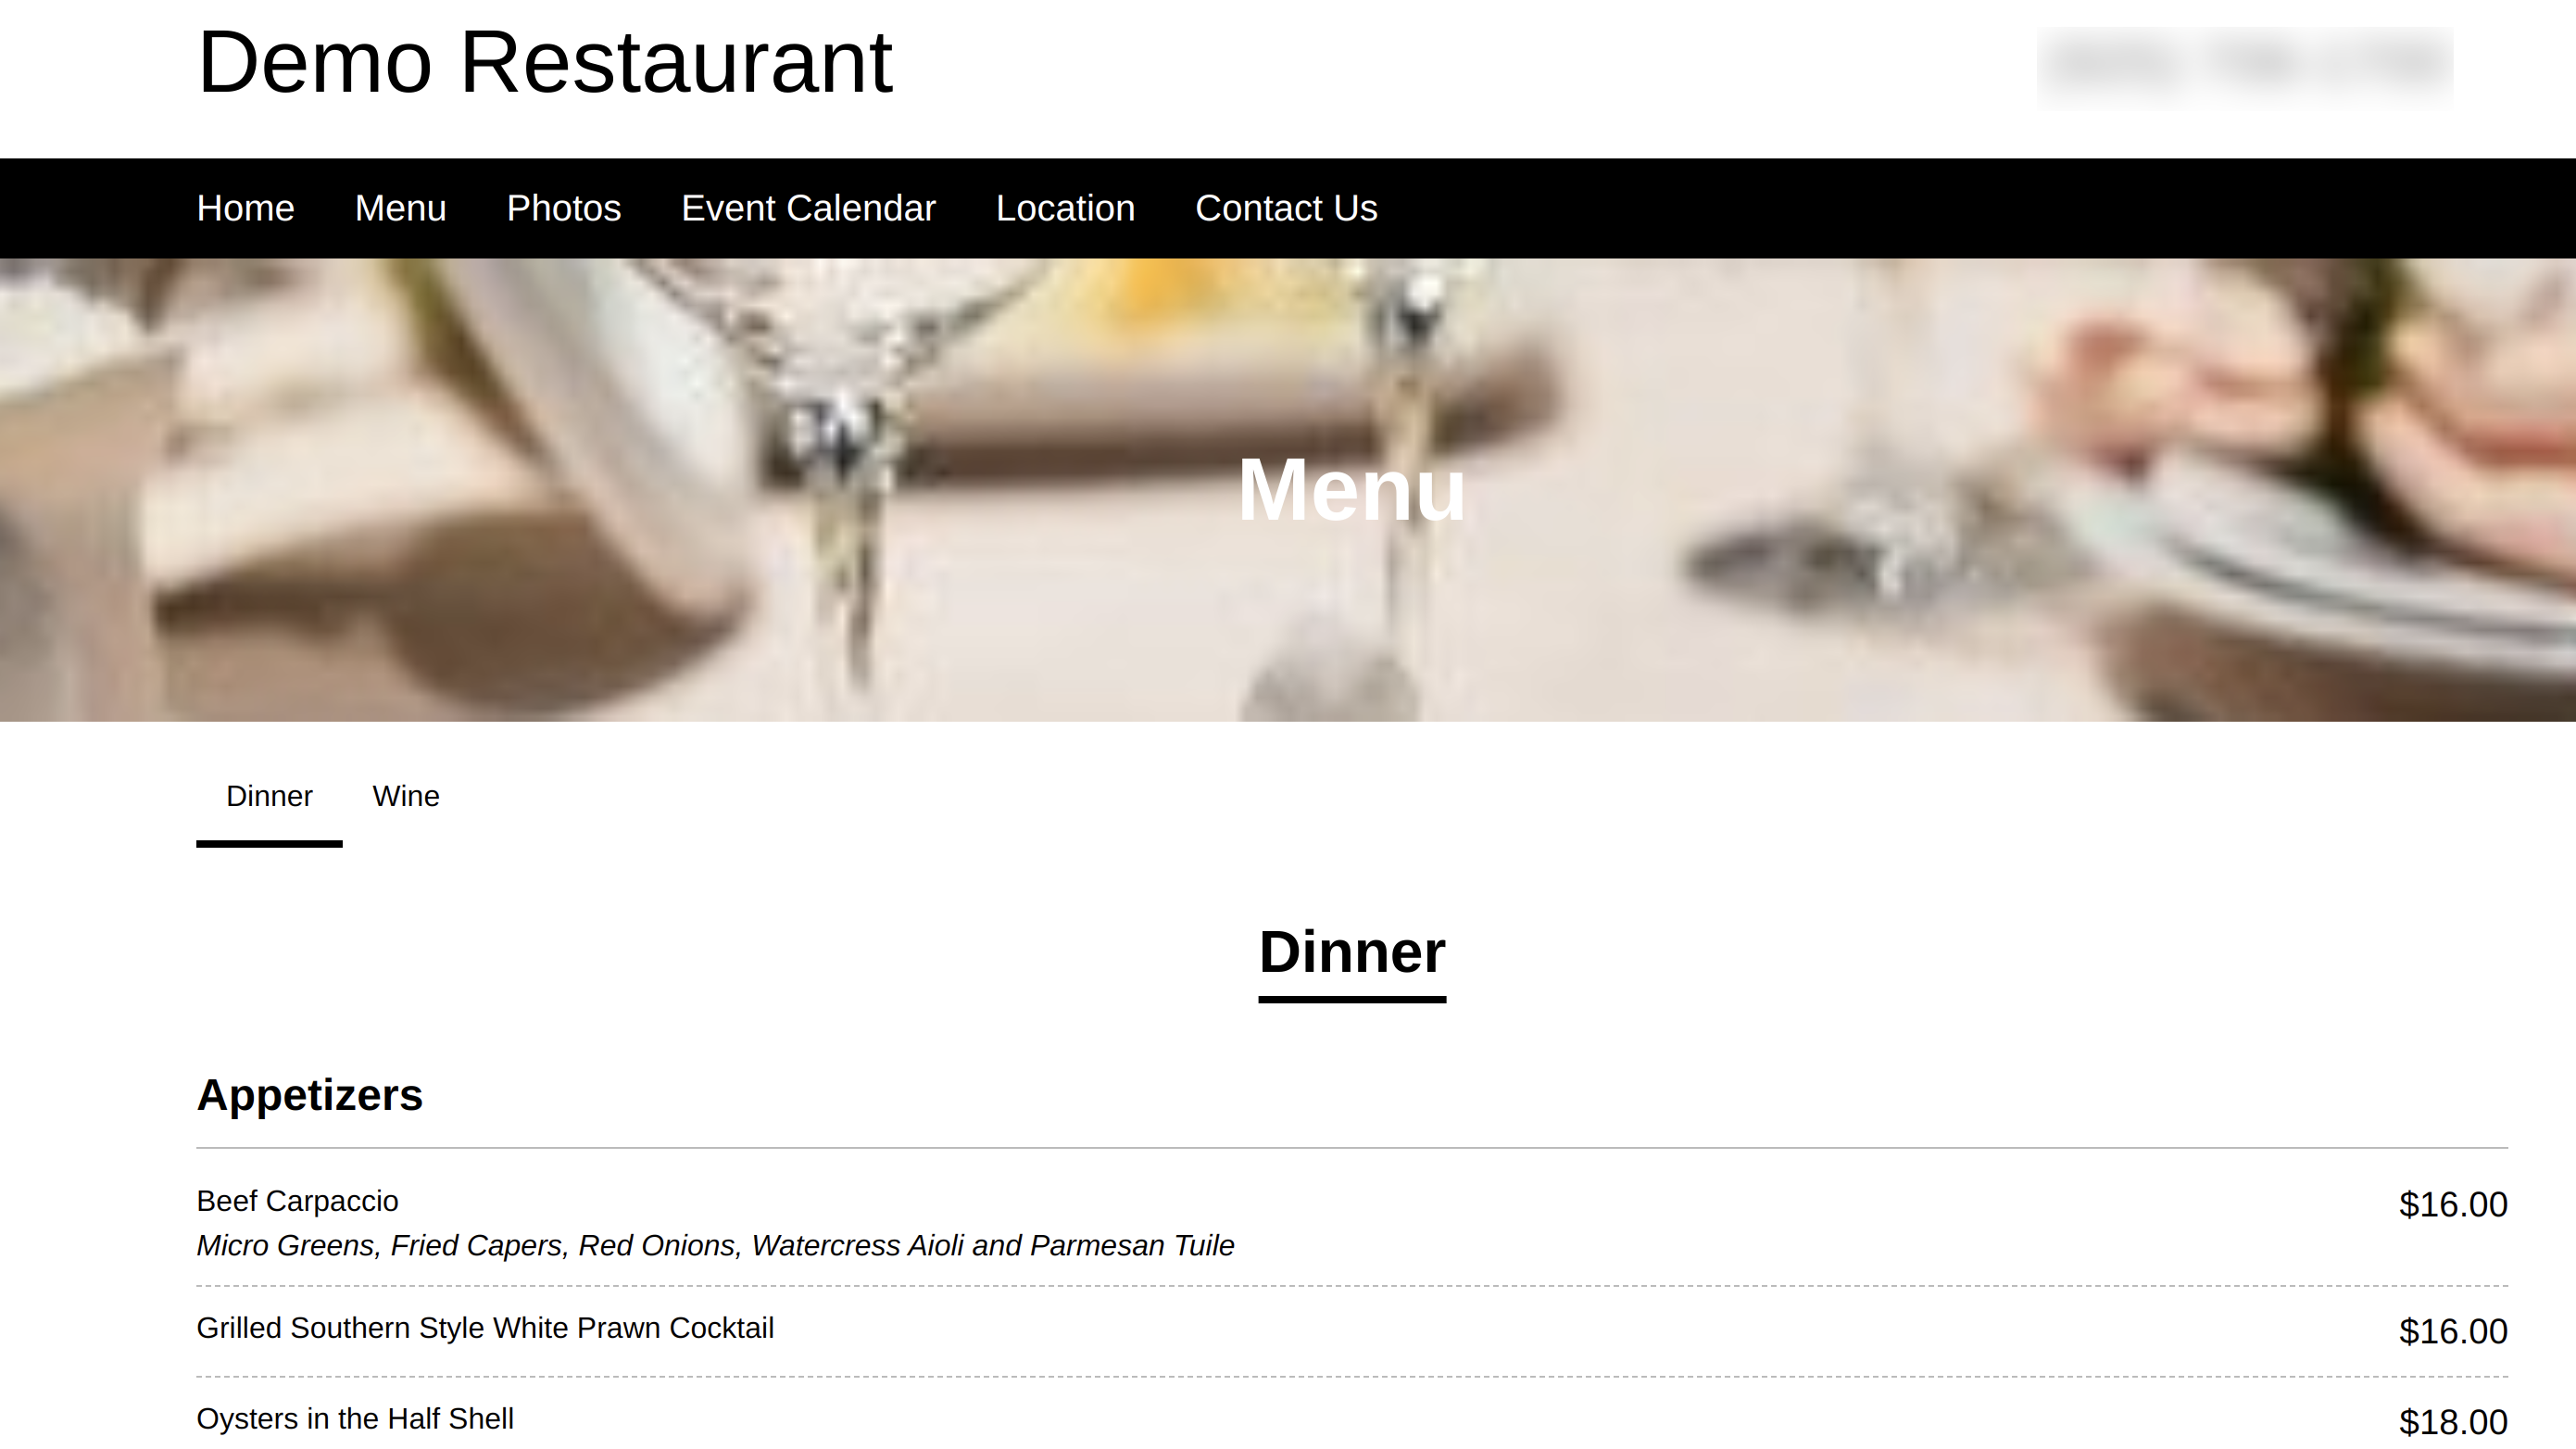 Demo Restaurant
Home Menu Photos Event Calendar Location Contact Us
Menu
Dinner Wine
Dinner
Appetizers
Beef Carpaccio $16.00
Micro Greens, Fried Capers, Red Onions, Watercress Aioli and Parmesan Tuile
Grilled Southern Style White Prawn Cocktail $16.00
Oysters in the Half Shell $18.00